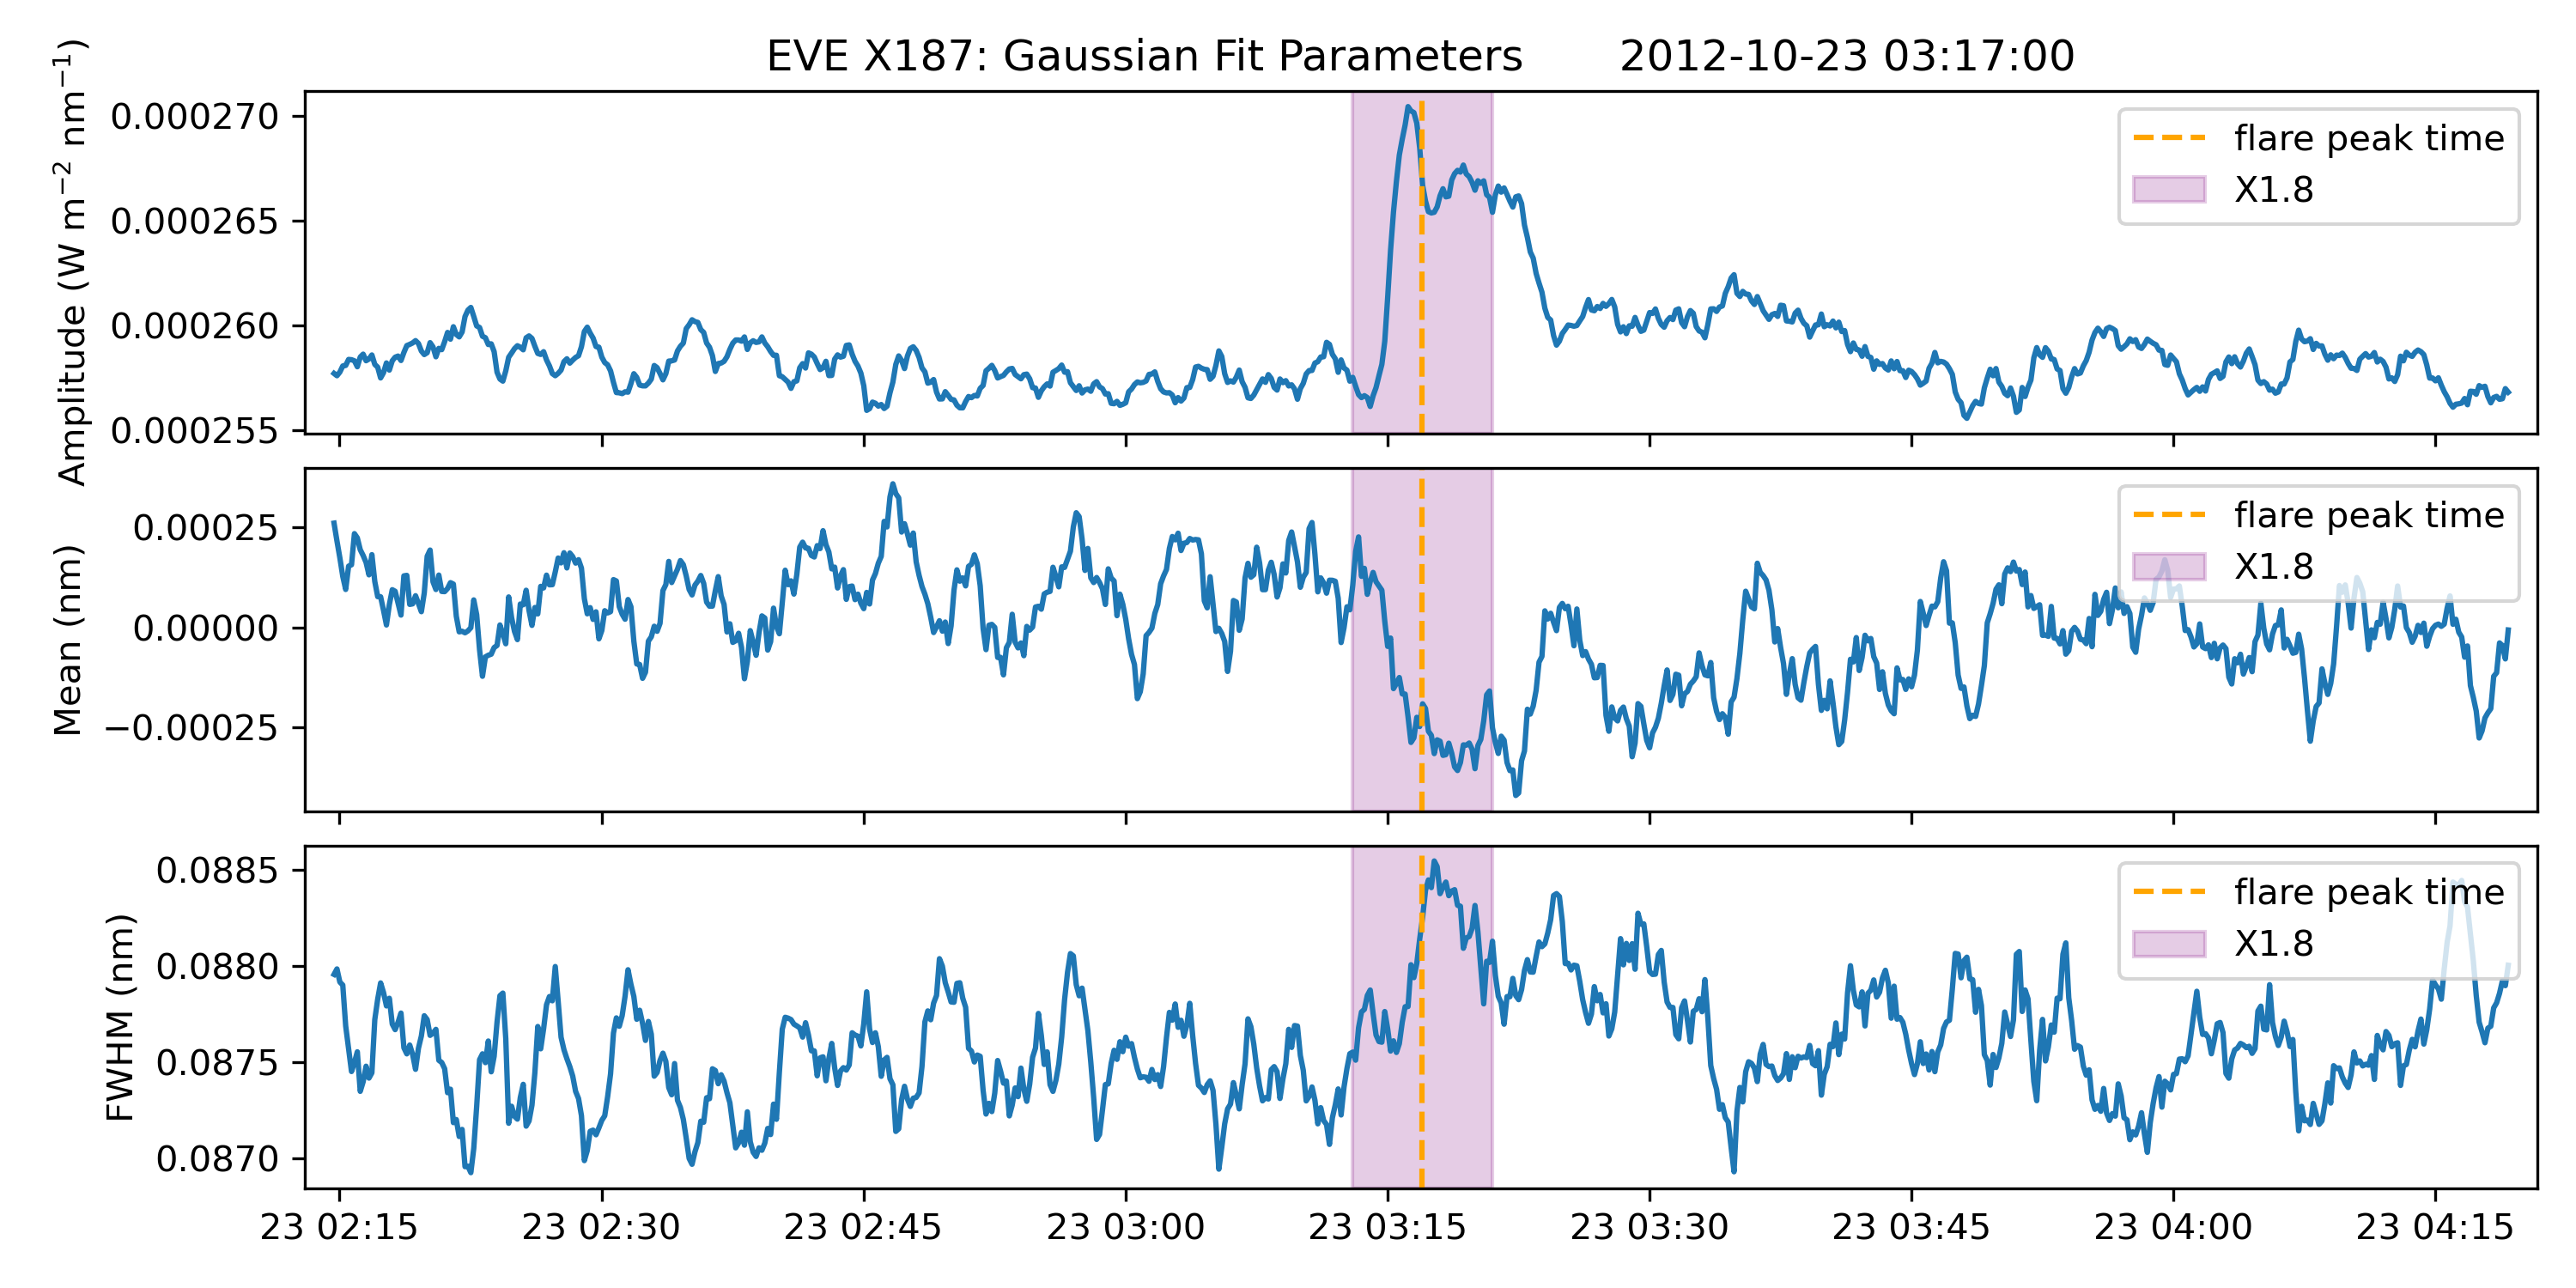 EVE X187: Gaussian Fit Parameters 2012-10-23 03:17:00
Amplitude (W m⁻² nm⁻¹)
0.000270
0.000265
0.000260
0.000255
flare peak time
X1.8
Mean (nm)
0.00025
0.00000
−0.00025
flare peak time
X1.8
FWHM (nm)
0.0885
0.0880
0.0875
0.0870
flare peak time
X1.8
23 02:15 23 02:30 23 02:45 23 03:00 23 03:15 23 03:30 23 03:45 23 04:00 23 04:15